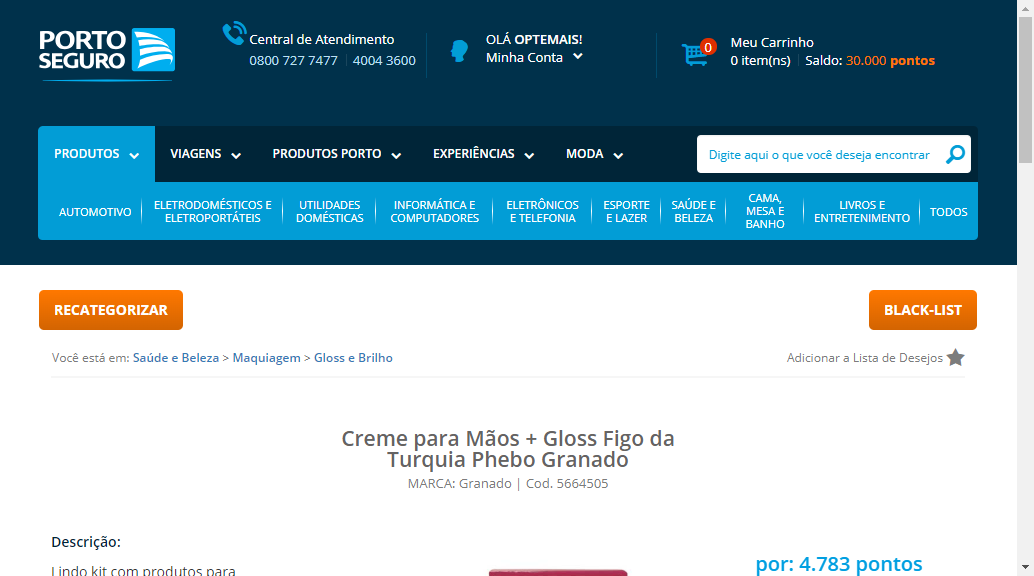 PORTO
SEGURO
Central de Atendimento
0800 727 7477 | 4004 3600
OLÁ OPTEMAIS!
Minha Conta
0
Meu Carrinho
0 item(ns) | Saldo: 30.000 pontos
PRODUTOS
VIAGENS
PRODUTOS PORTO
EXPERIÊNCIAS
MODA
Digite aqui o que você deseja encontrar
AUTOMOTIVO
ELETRODOMÉSTICOS E
ELETROPORTÁTEIS
UTILIDADES
DOMÉSTICAS
INFORMÁTICA E
COMPUTADORES
ELETRÔNICOS
E TELEFONIA
ESPORTE
E LAZER
SAÚDE E
BELEZA
CAMA,
MESA E
BANHO
LIVROS E
ENTRETENIMENTO
TODOS
RECATEGORIZAR
BLACK-LIST
Você está em: Saúde e Beleza > Maquiagem > Gloss e Brilho
Adicionar a Lista de Desejos
Creme para Mãos + Gloss Figo da
Turquia Phebo Granado
MARCA: Granado | Cod. 5664505
Descrição:
Lindo kit com produtos para
por: 4.783 pontos